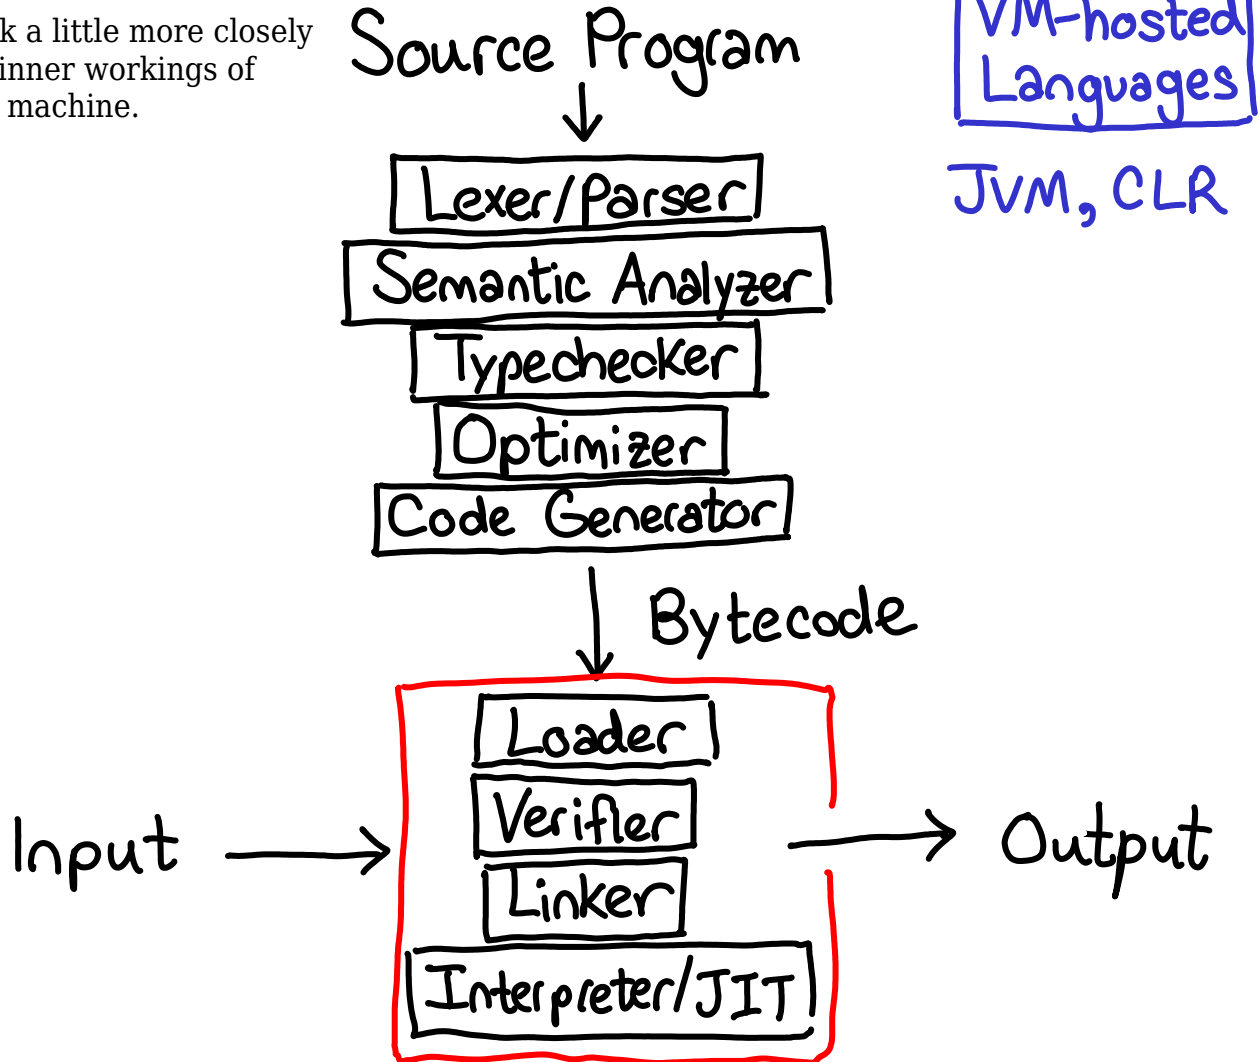 k a little more closely
inner workings of
machine.
Source Program
VM-hosted
Languages
JVM, CLR
Lexer/Parser
Semantic Analyzer
Typechecker
Optimizer
Code Generator
Bytecode
Loader
Verifier
Linker
Interpreter/JIT
Input
Output